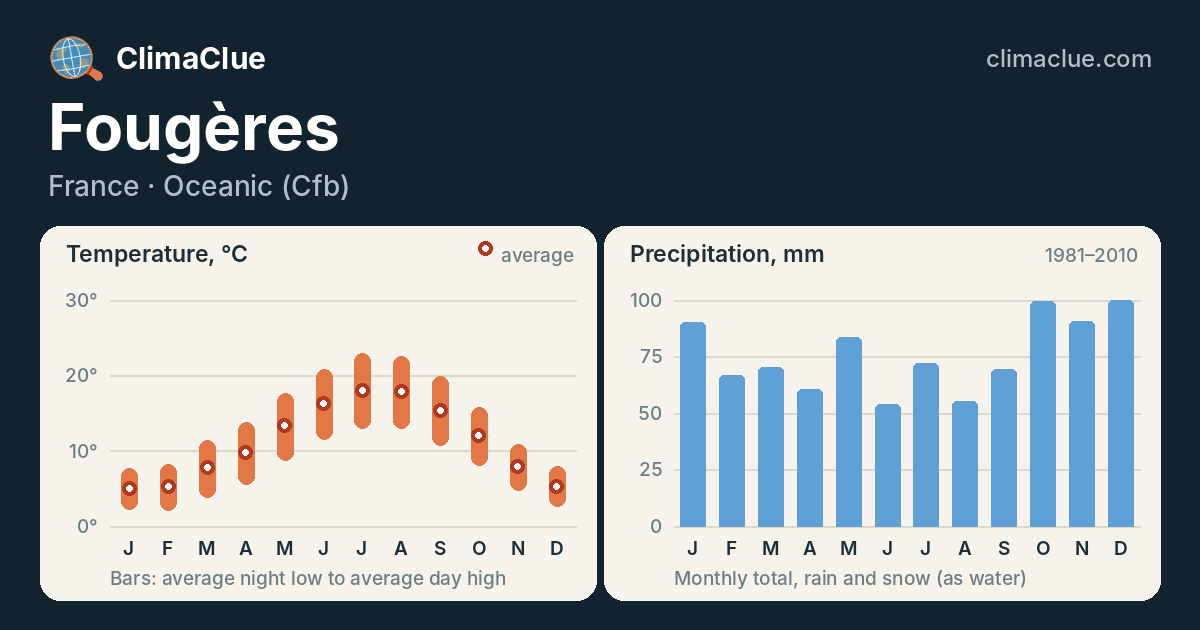 ClimaClue
climaclue.com
Fougères
France · Oceanic (Cfb)
Temperature, °C
average
30°
20°
10°
0°
J F M A M J J A S O N D
Bars: average night low to average day high
Precipitation, mm
1981–2010
100
75
50
25
0
J F M A M J J A S O N D
Monthly total, rain and snow (as water)